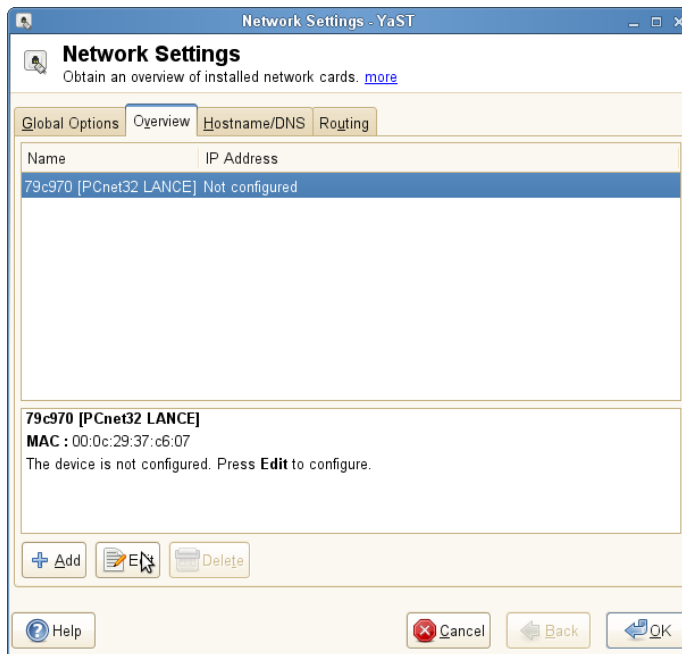 Network Settings - YaST
Network Settings
Obtain an overview of installed network cards. more
Global Options Overview Hostname/DNS Routing
Name IP Address
79c970 [PCnet32 LANCE] Not configured
79c970 [PCnet32 LANCE]
MAC : 00:0c:29:37:c6:07
The device is not configured. Press Edit to configure.
Add Edit Delete
Help Cancel Back OK